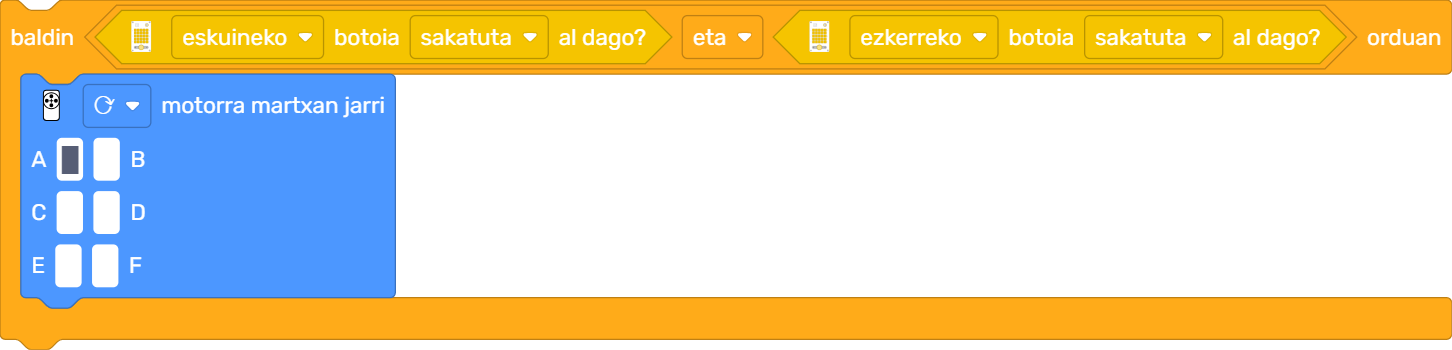 baldin eskuineko botoia sakatuta al dago? eta ezkerreko botoia sakatuta al dago? orduan
motorra martxan jarri
A B
C D
E F